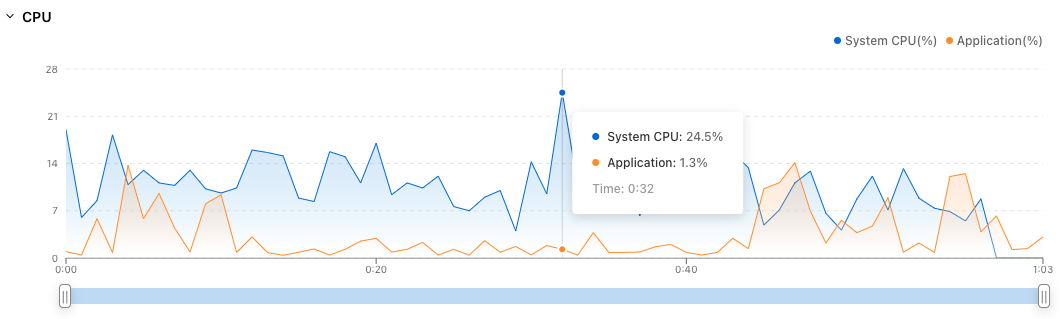 CPU
System CPU(%) Application(%)
28
21
14
7
0
0:00 0:20 0:40 1:03
System CPU: 24.5%
Application: 1.3%
Time: 0:32